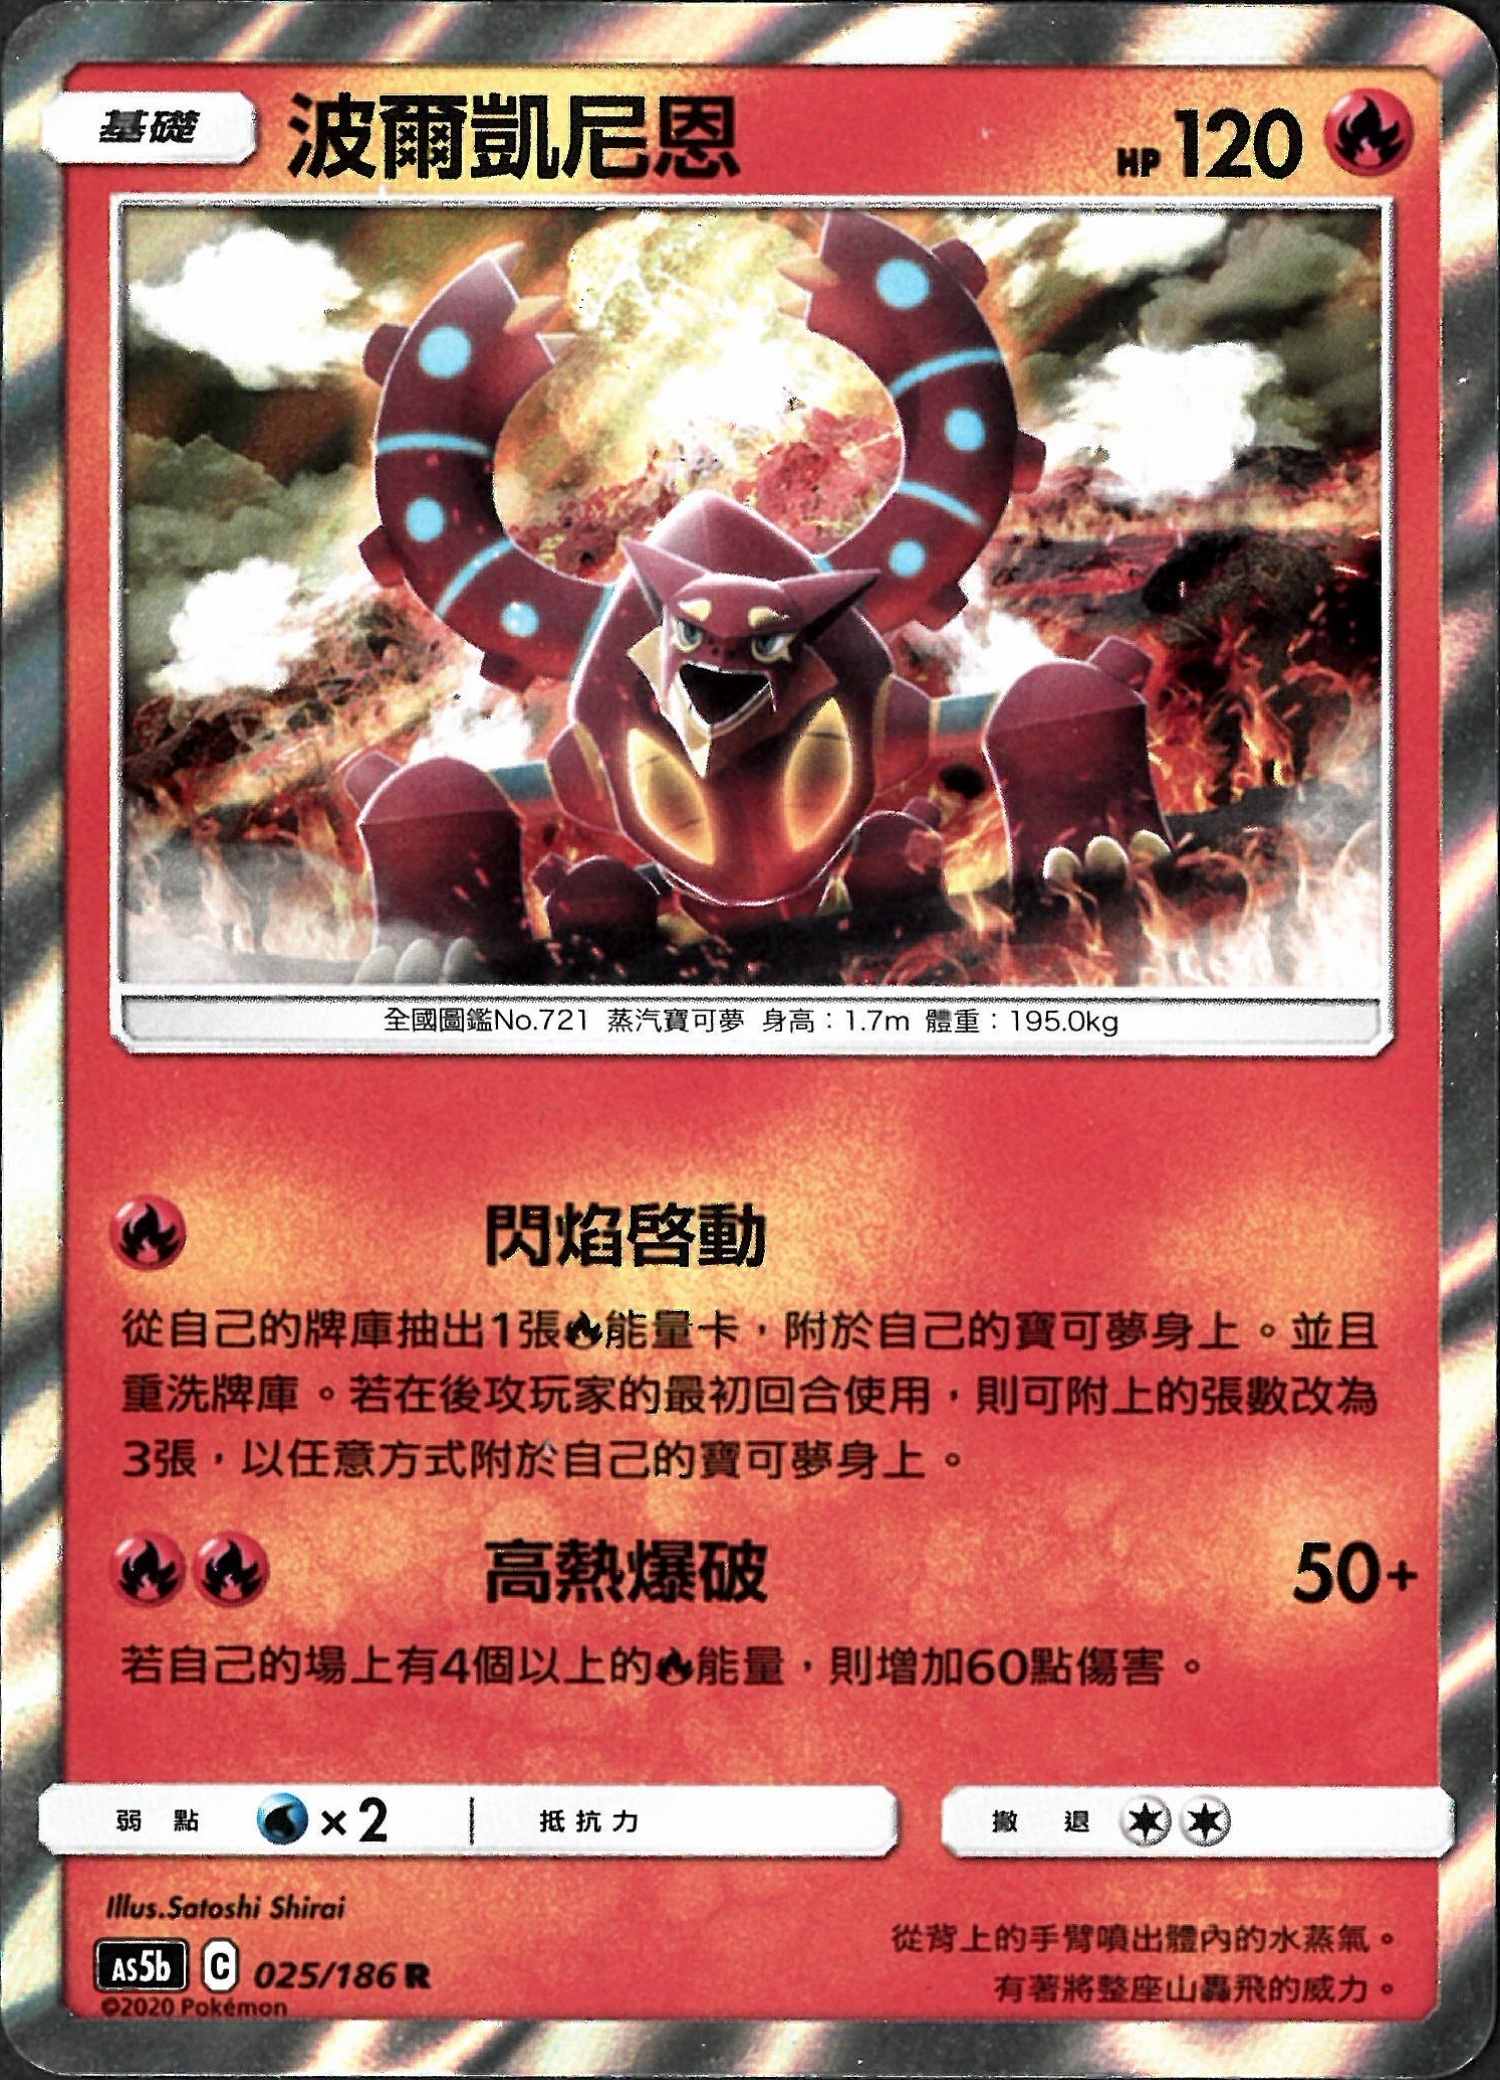 基礎
波爾凱尼恩
HP 120
全國圖鑑No.721 蒸汽寶可夢 身高：1.7m 體重：195.0kg
閃焰啓動
從自己的牌庫抽出1張能量卡，附於自己的寶可夢身上。並且
重洗牌庫。若在後攻玩家的最初回合使用，則可附上的張數改為
3張，以任意方式附於自己的寶可夢身上。
高熱爆破 50+
若自己的場上有4個以上的能量，則增加60點傷害。
弱點 ×2 抵抗力 撤退
Illus.Satoshi Shirai
AS5b C 025/186 R
©2020 Pokémon
從背上的手臂噴出體內的水蒸氣。
有著將整座山轟飛的威力。